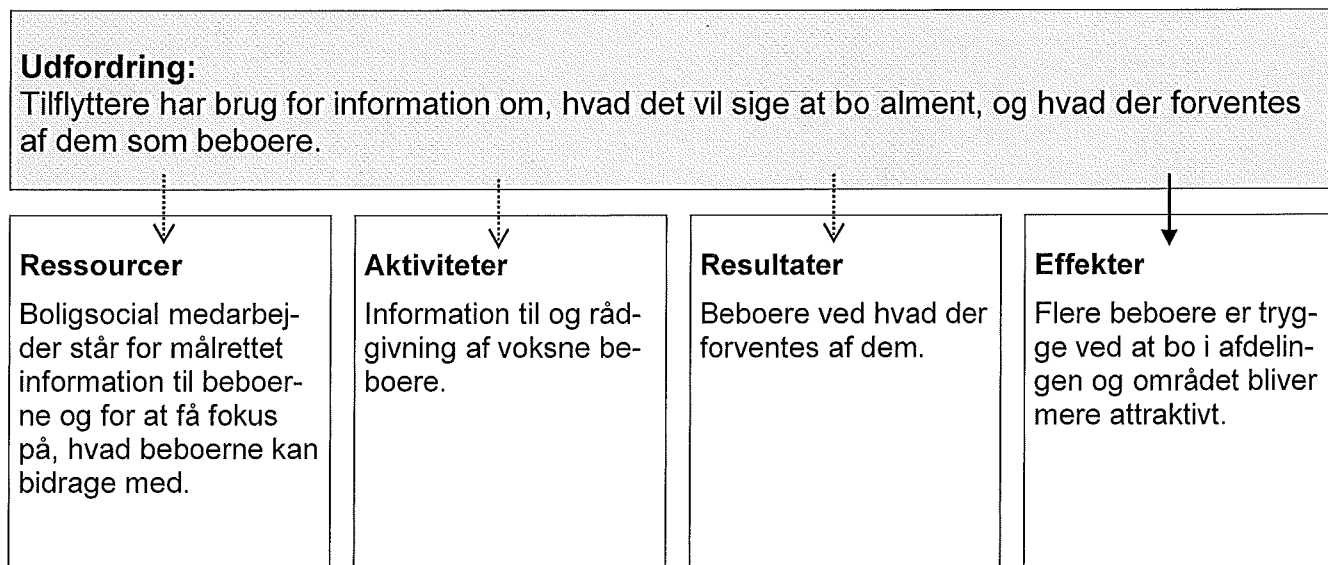 Udfordring:
Tilflyttere har brug for information om, hvad det vil sige at bo alment, og hvad der forventes
af dem som beboere.
Ressourcer
Boligsocial medarbej-
der står for målrettet
information til beboer-
ne og for at få fokus
på, hvad beboerne kan
bidrage med.
Aktiviteter
Information til og råd-
givning af voksne be-
boere.
Resultater
Beboere ved hvad der
forventes af dem.
Effekter
Flere beboere er tryg-
ge ved at bo i afdelin-
gen og området bliver
mere attraktivt.